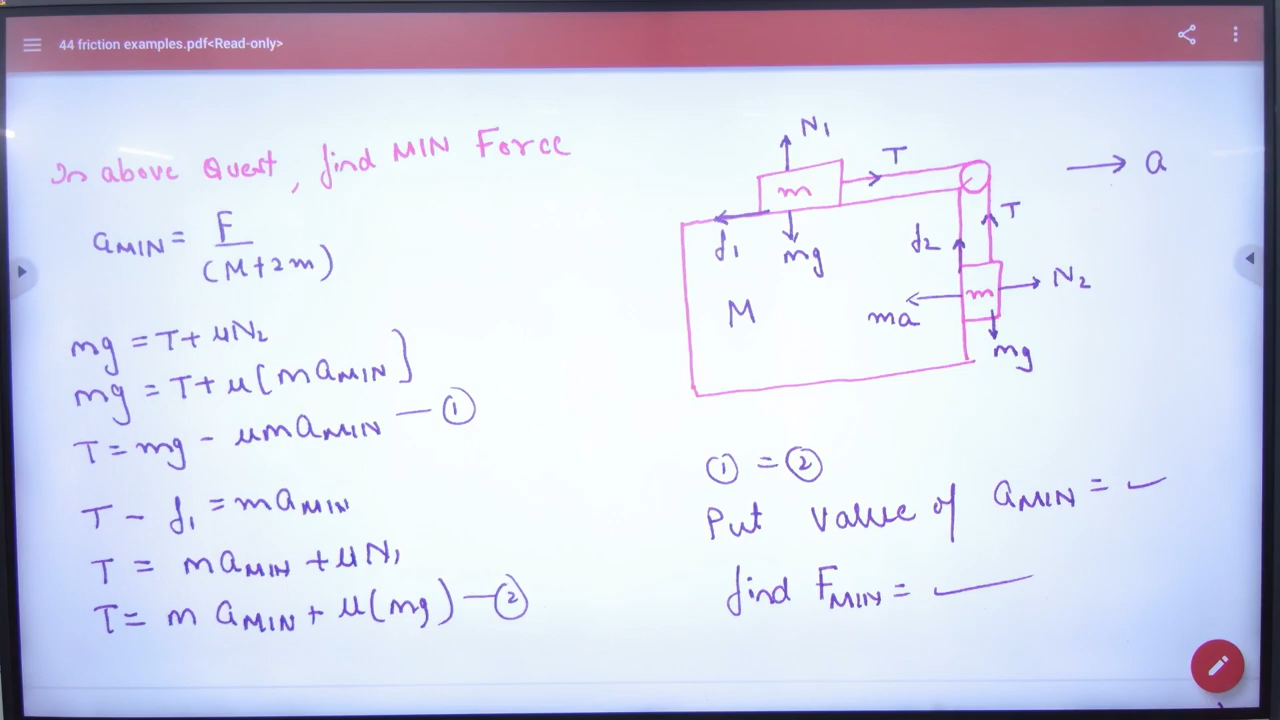 44 friction examples.pdf<Read-only>
In above Quest, find MIN Force
aMIN = F / (M+2m)
mg = T + μN2
mg = T + μ(maMIN)
T = mg - μmaMIN — ①
T - f1 = maMIN
T = maMIN + μN1
T = m aMIN + μ(mg) — ②
N1
m
T
a
f1
mg
M
f2
T
m
N2
ma
mg
① = ②
Put value of aMIN =
find FMIN =